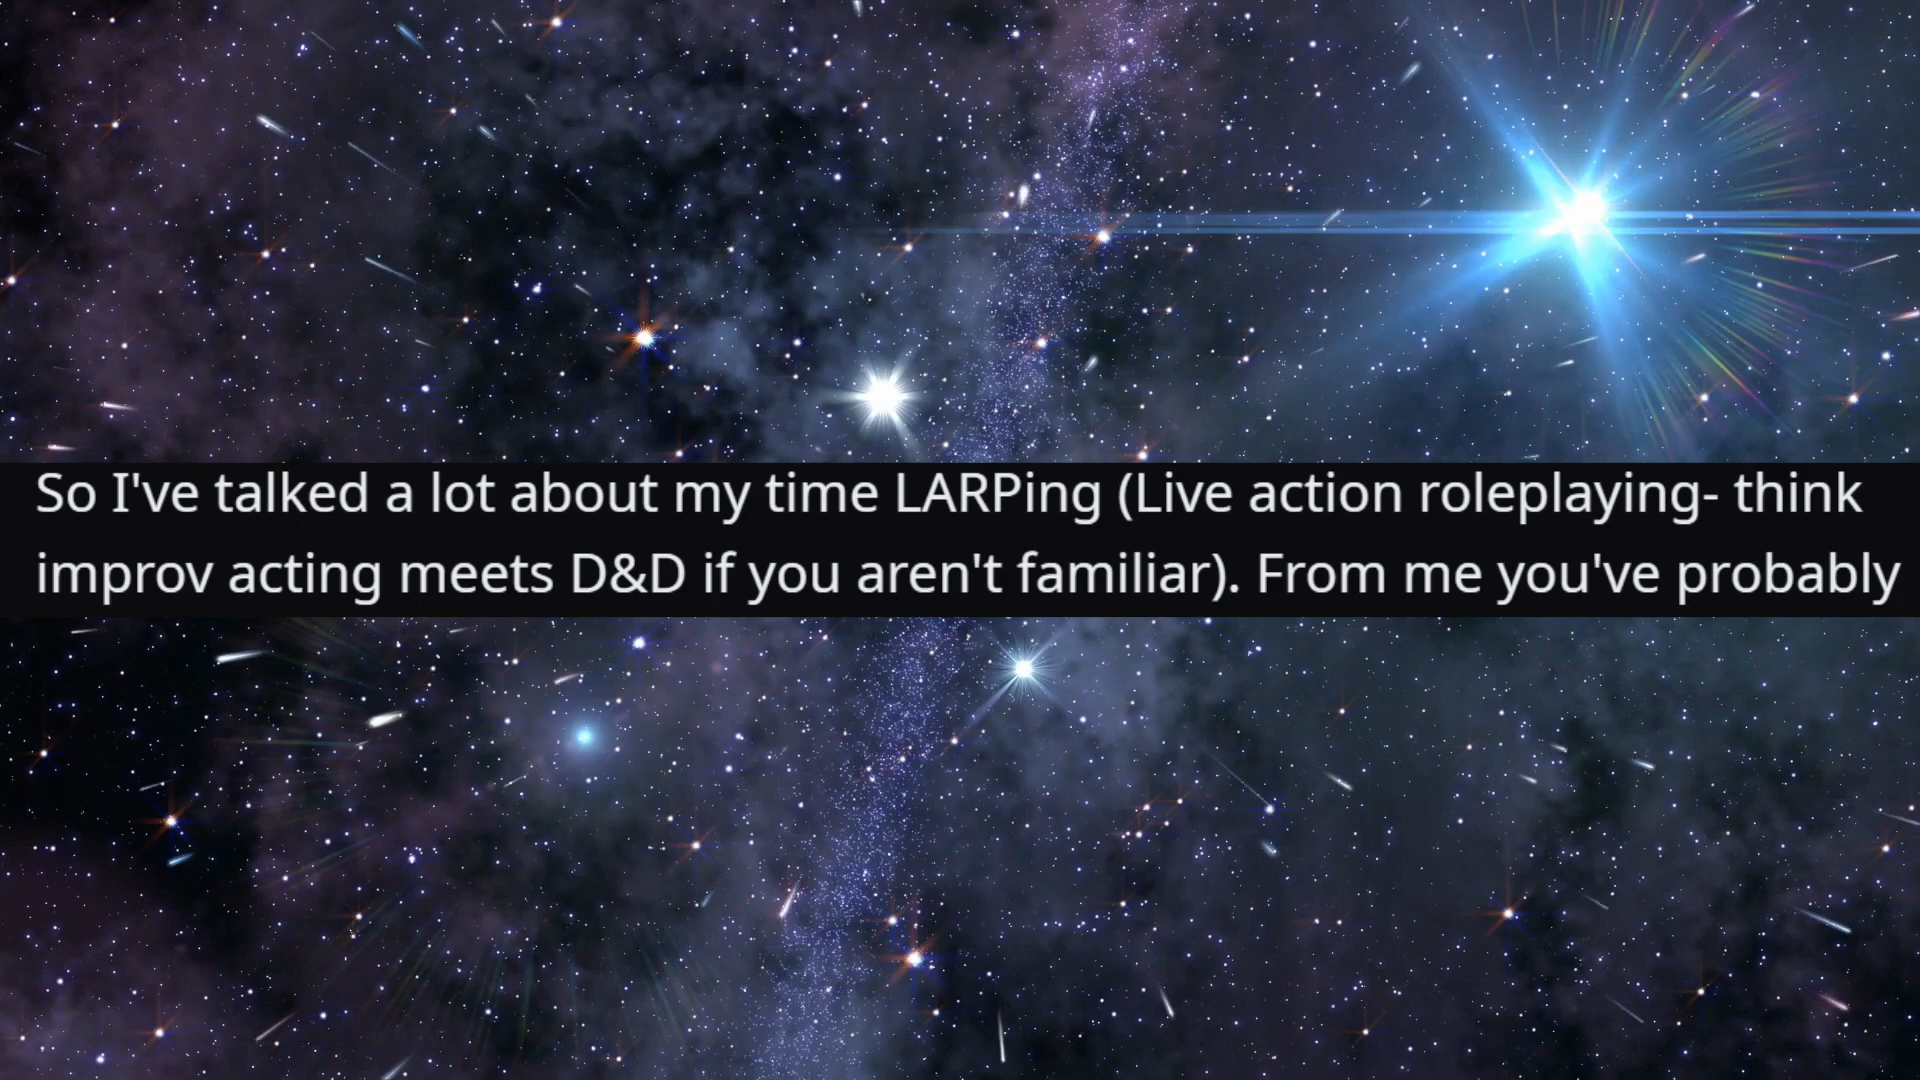 So I've talked a lot about my time LARPing (Live action roleplaying- think
improv acting meets D&D if you aren't familiar). From me you've probably